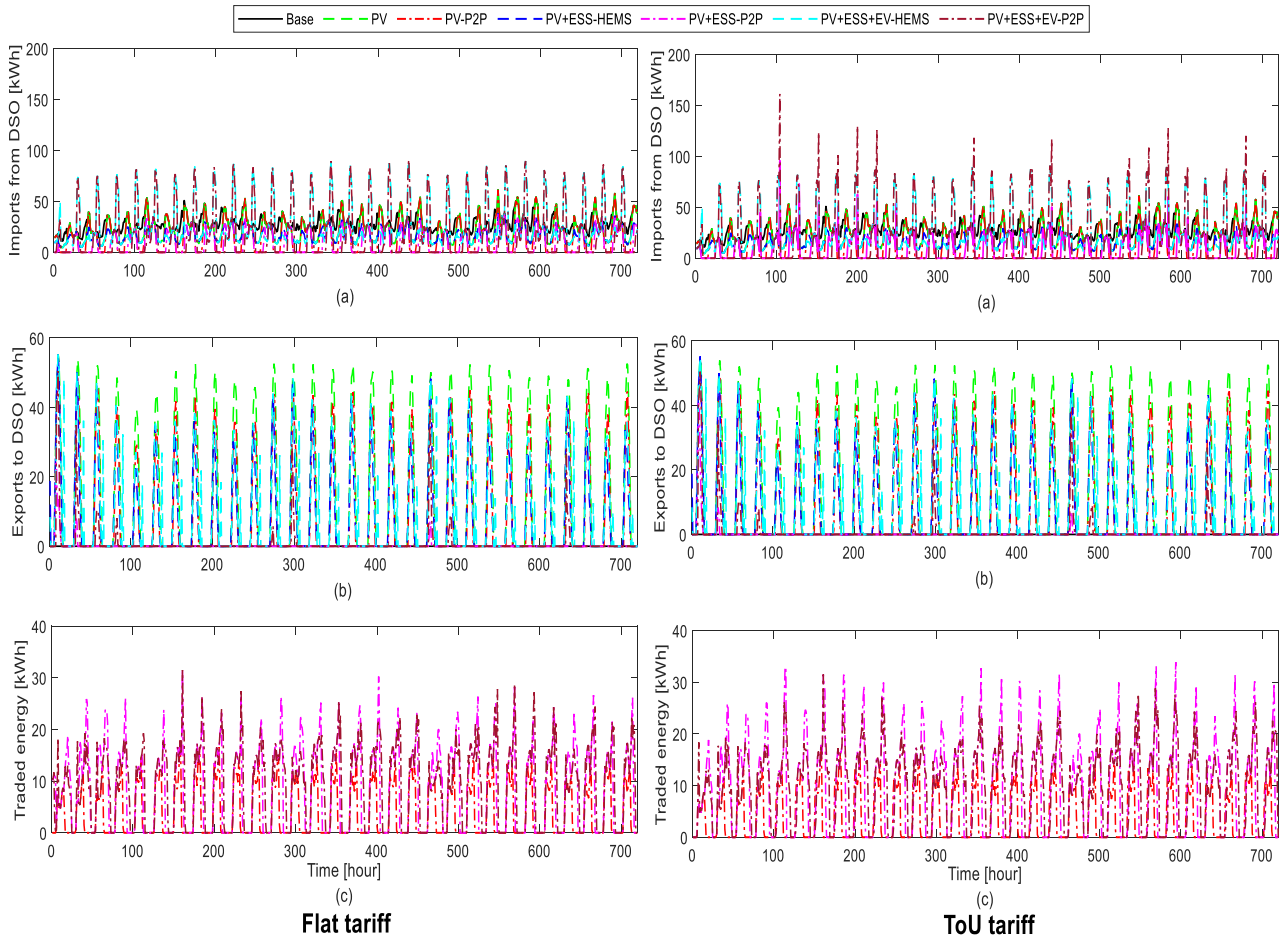 Base PV PV-P2P PV+ESS-HEMS PV+ESS-P2P PV+ESS+EV-HEMS PV+ESS+EV-P2P
Imports from DSO [kWh]
200
150
100
50
0
0 100 200 300 400 500 600 700
(a)
Imports from DSO [kWh]
200
150
100
50
0
0 100 200 300 400 500 600 700
(a)
Exports to DSO [kWh]
60
40
20
0
0 100 200 300 400 500 600 700
(b)
Exports to DSO [kWh]
60
40
20
0
0 100 200 300 400 500 600 700
(b)
Traded energy [kWh]
40
30
20
10
0
0 100 200 300 400 500 600 700
Time [hour]
(c)
Traded energy [kWh]
40
30
20
10
0
0 100 200 300 400 500 600 700
Time [hour]
(c)
Flat tariff
ToU tariff